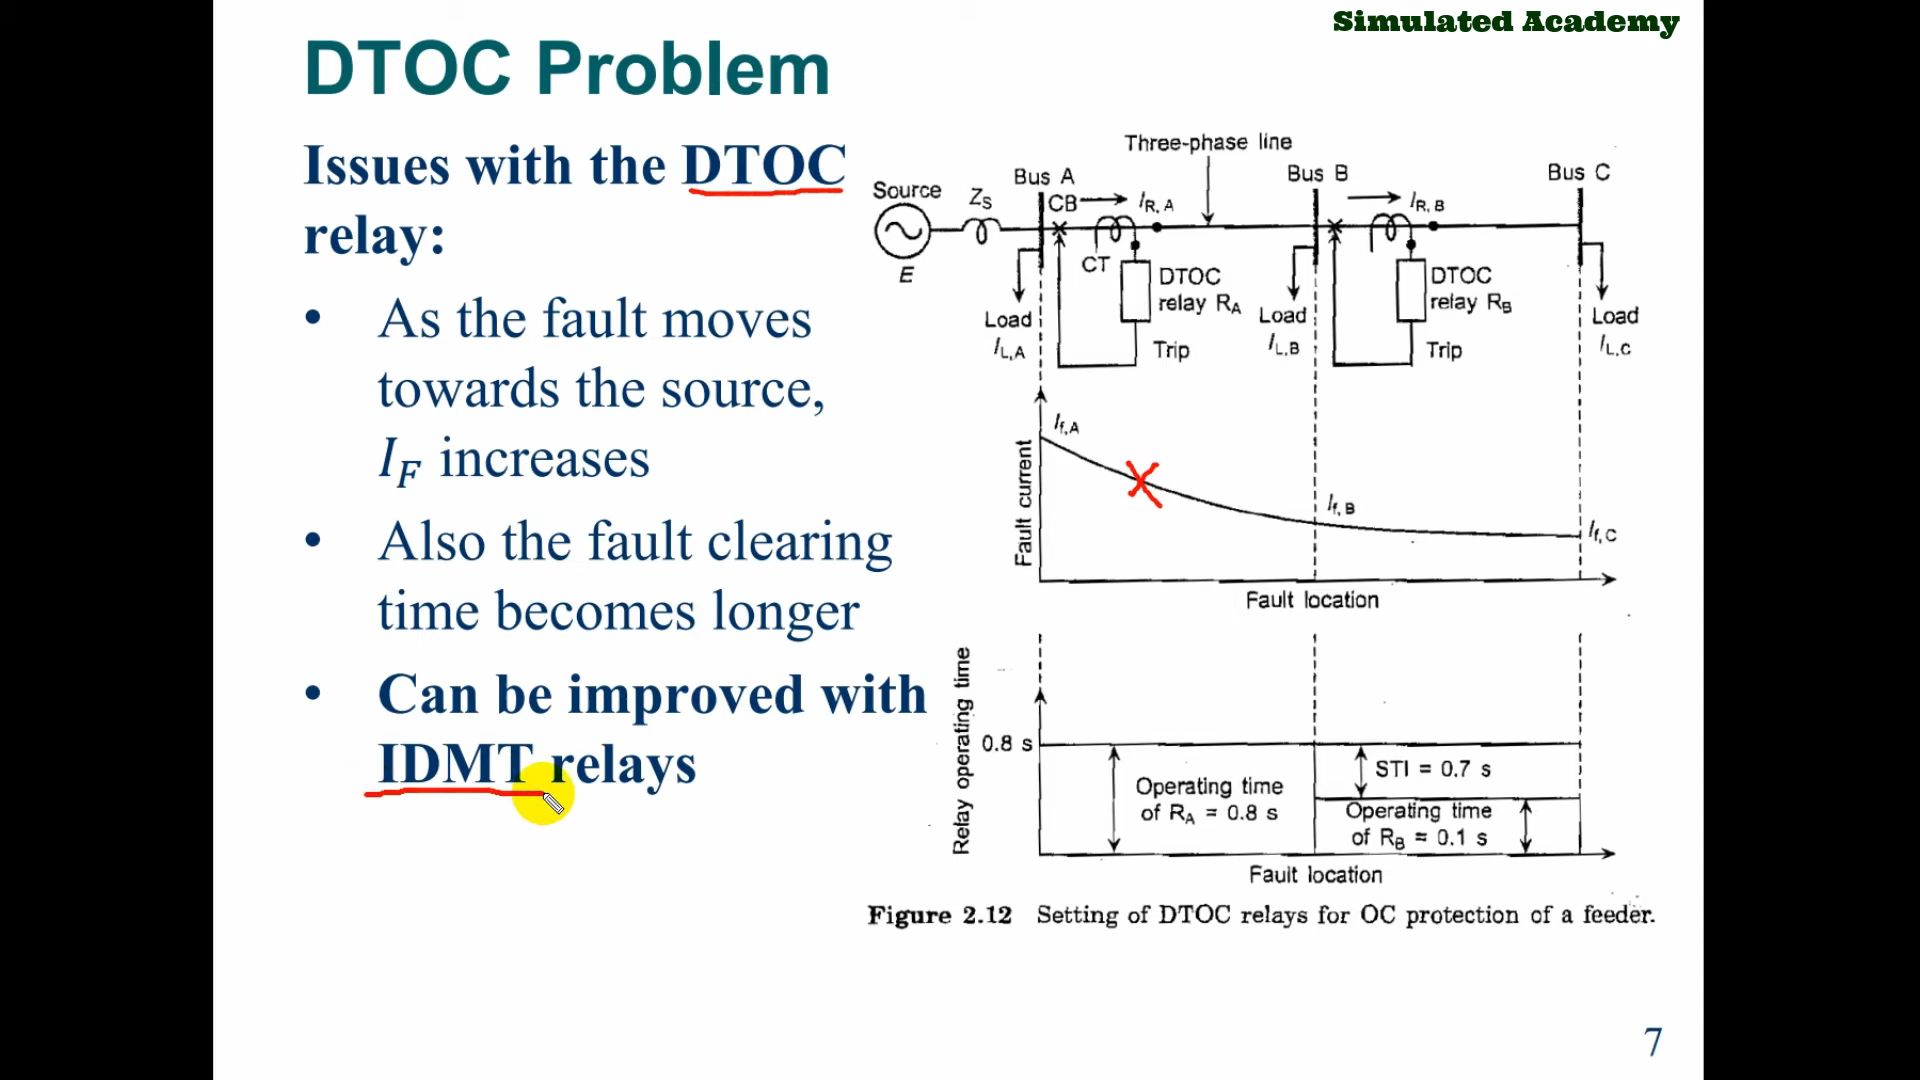 Simulated Academy
DTOC Problem
Issues with the DTOC
relay:
• As the fault moves
towards the source,
I_F increases
• Also the fault clearing
time becomes longer
• Can be improved with
IDMT relays
Three-phase line
Bus A
Bus B
Bus C
Source
Z_S
CB
I_R, A
I_R, B
CT
E
DTOC
relay R_A
DTOC
relay R_B
Load
I_L,A
Trip
Load
I_L,B
Trip
Load
I_L,C
I_f,A
Fault current
I_f, B
I_f,C
Fault location
Relay operating time
0.8 s
STI = 0.7 s
Operating time
of R_A = 0.8 s
Operating time
of R_B = 0.1 s
Fault location
Figure 2.12 Setting of DTOC relays for OC protection of a feeder.
7